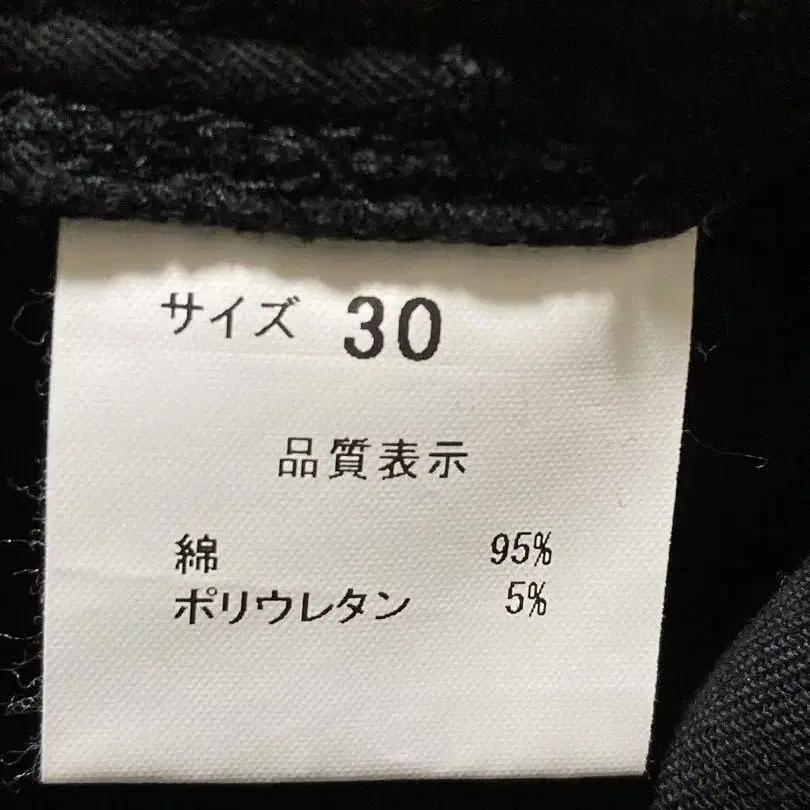 サイズ 30
品質表示
綿 95%
ポリウレタン 5%